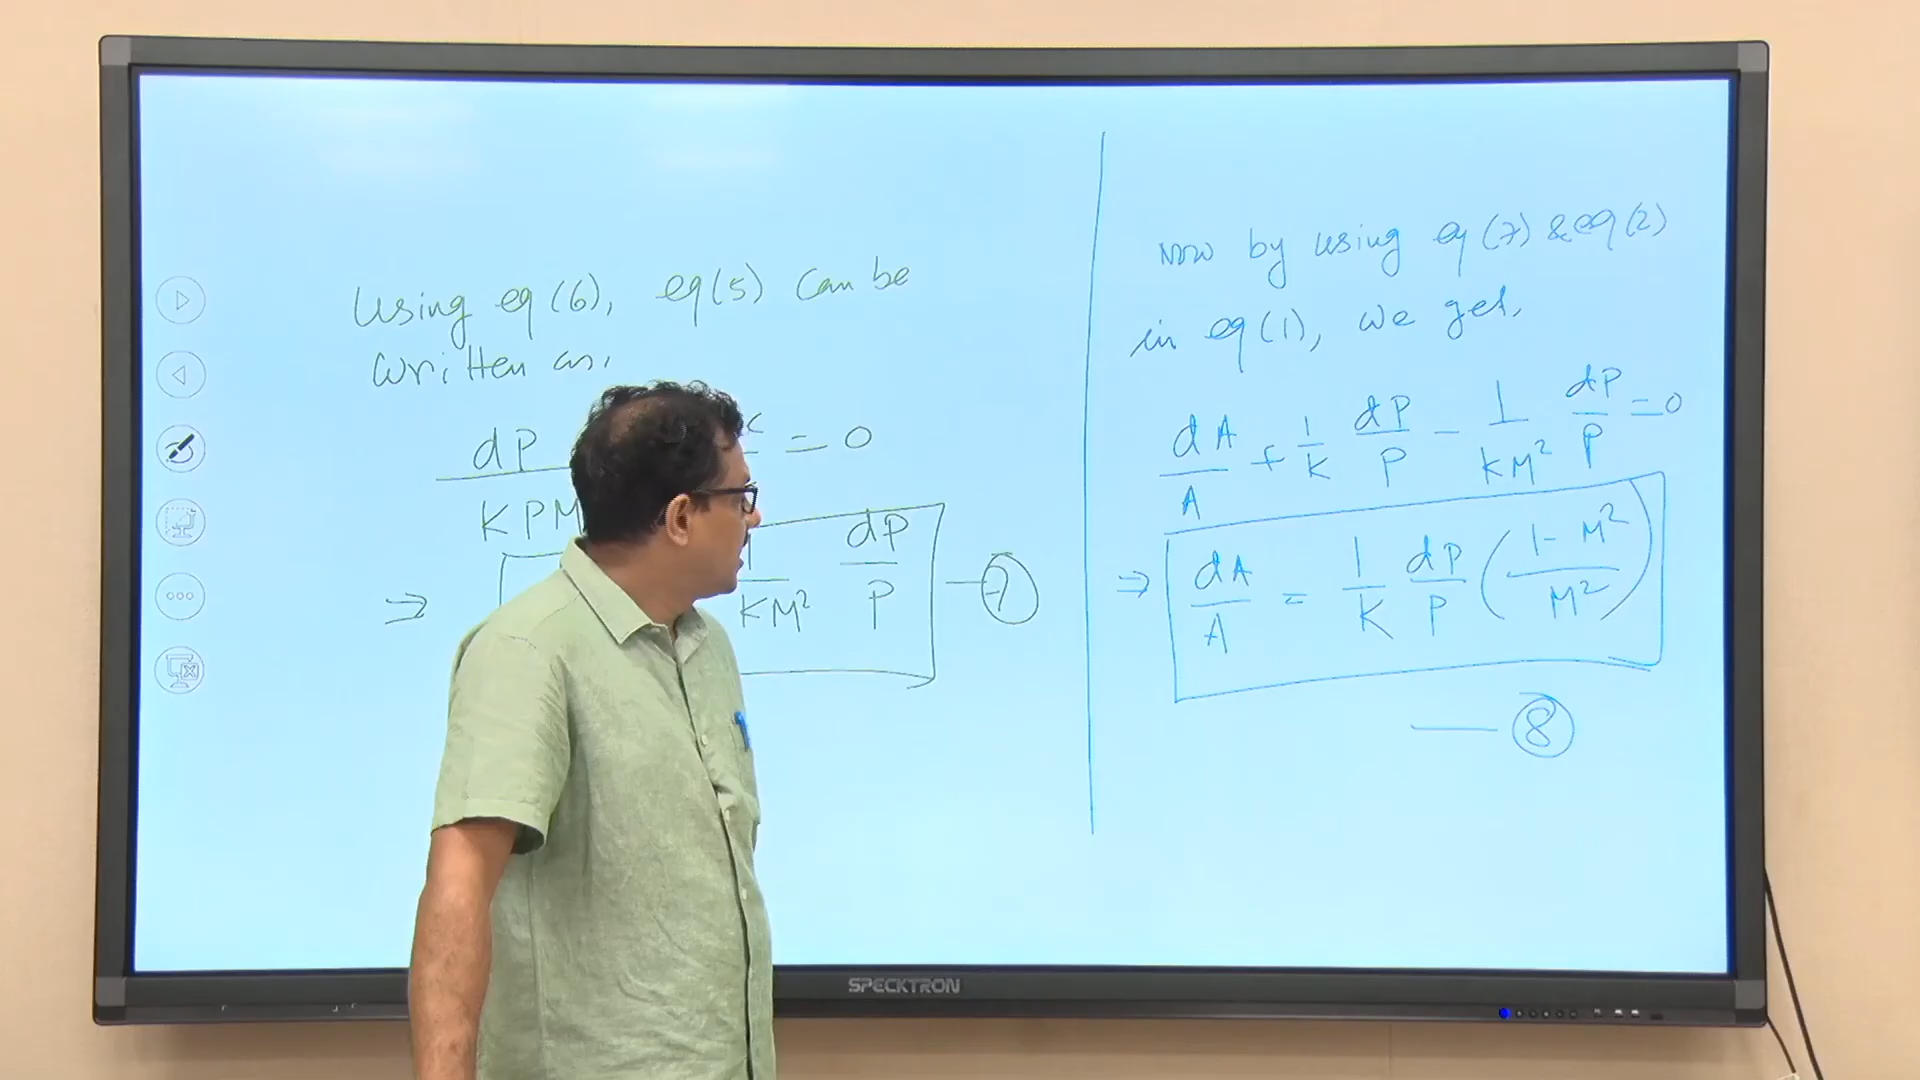 Using eq (6), eq(5) can be
written as,
dP = 0
K P M
⇒ 1/KM² dP/P — 7
Now by using eq (7) & eq (2)
in eq (1), we get,
dA/A + 1/K dP/P - 1/KM² dP/P = 0
⇒ dA/A = 1/K dP/P (1 - M²/M²)
— 8
SPECKTRON